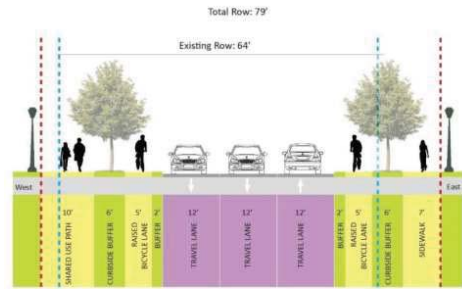 Total Row: 79'
Existing Row: 64'
West
East
10'
6'
5'
2'
12'
12'
12'
2'
5'
6'
7'
SHARED USE PATH
CURBSIDE BUFFER
RAISED
BICYCLE LANE
BUFFER
TRAVEL LANE
TRAVEL LANE
TRAVEL LANE
BUFFER
RAISED
BICYCLE LANE
CURBSIDE BUFFER
SIDEWALK